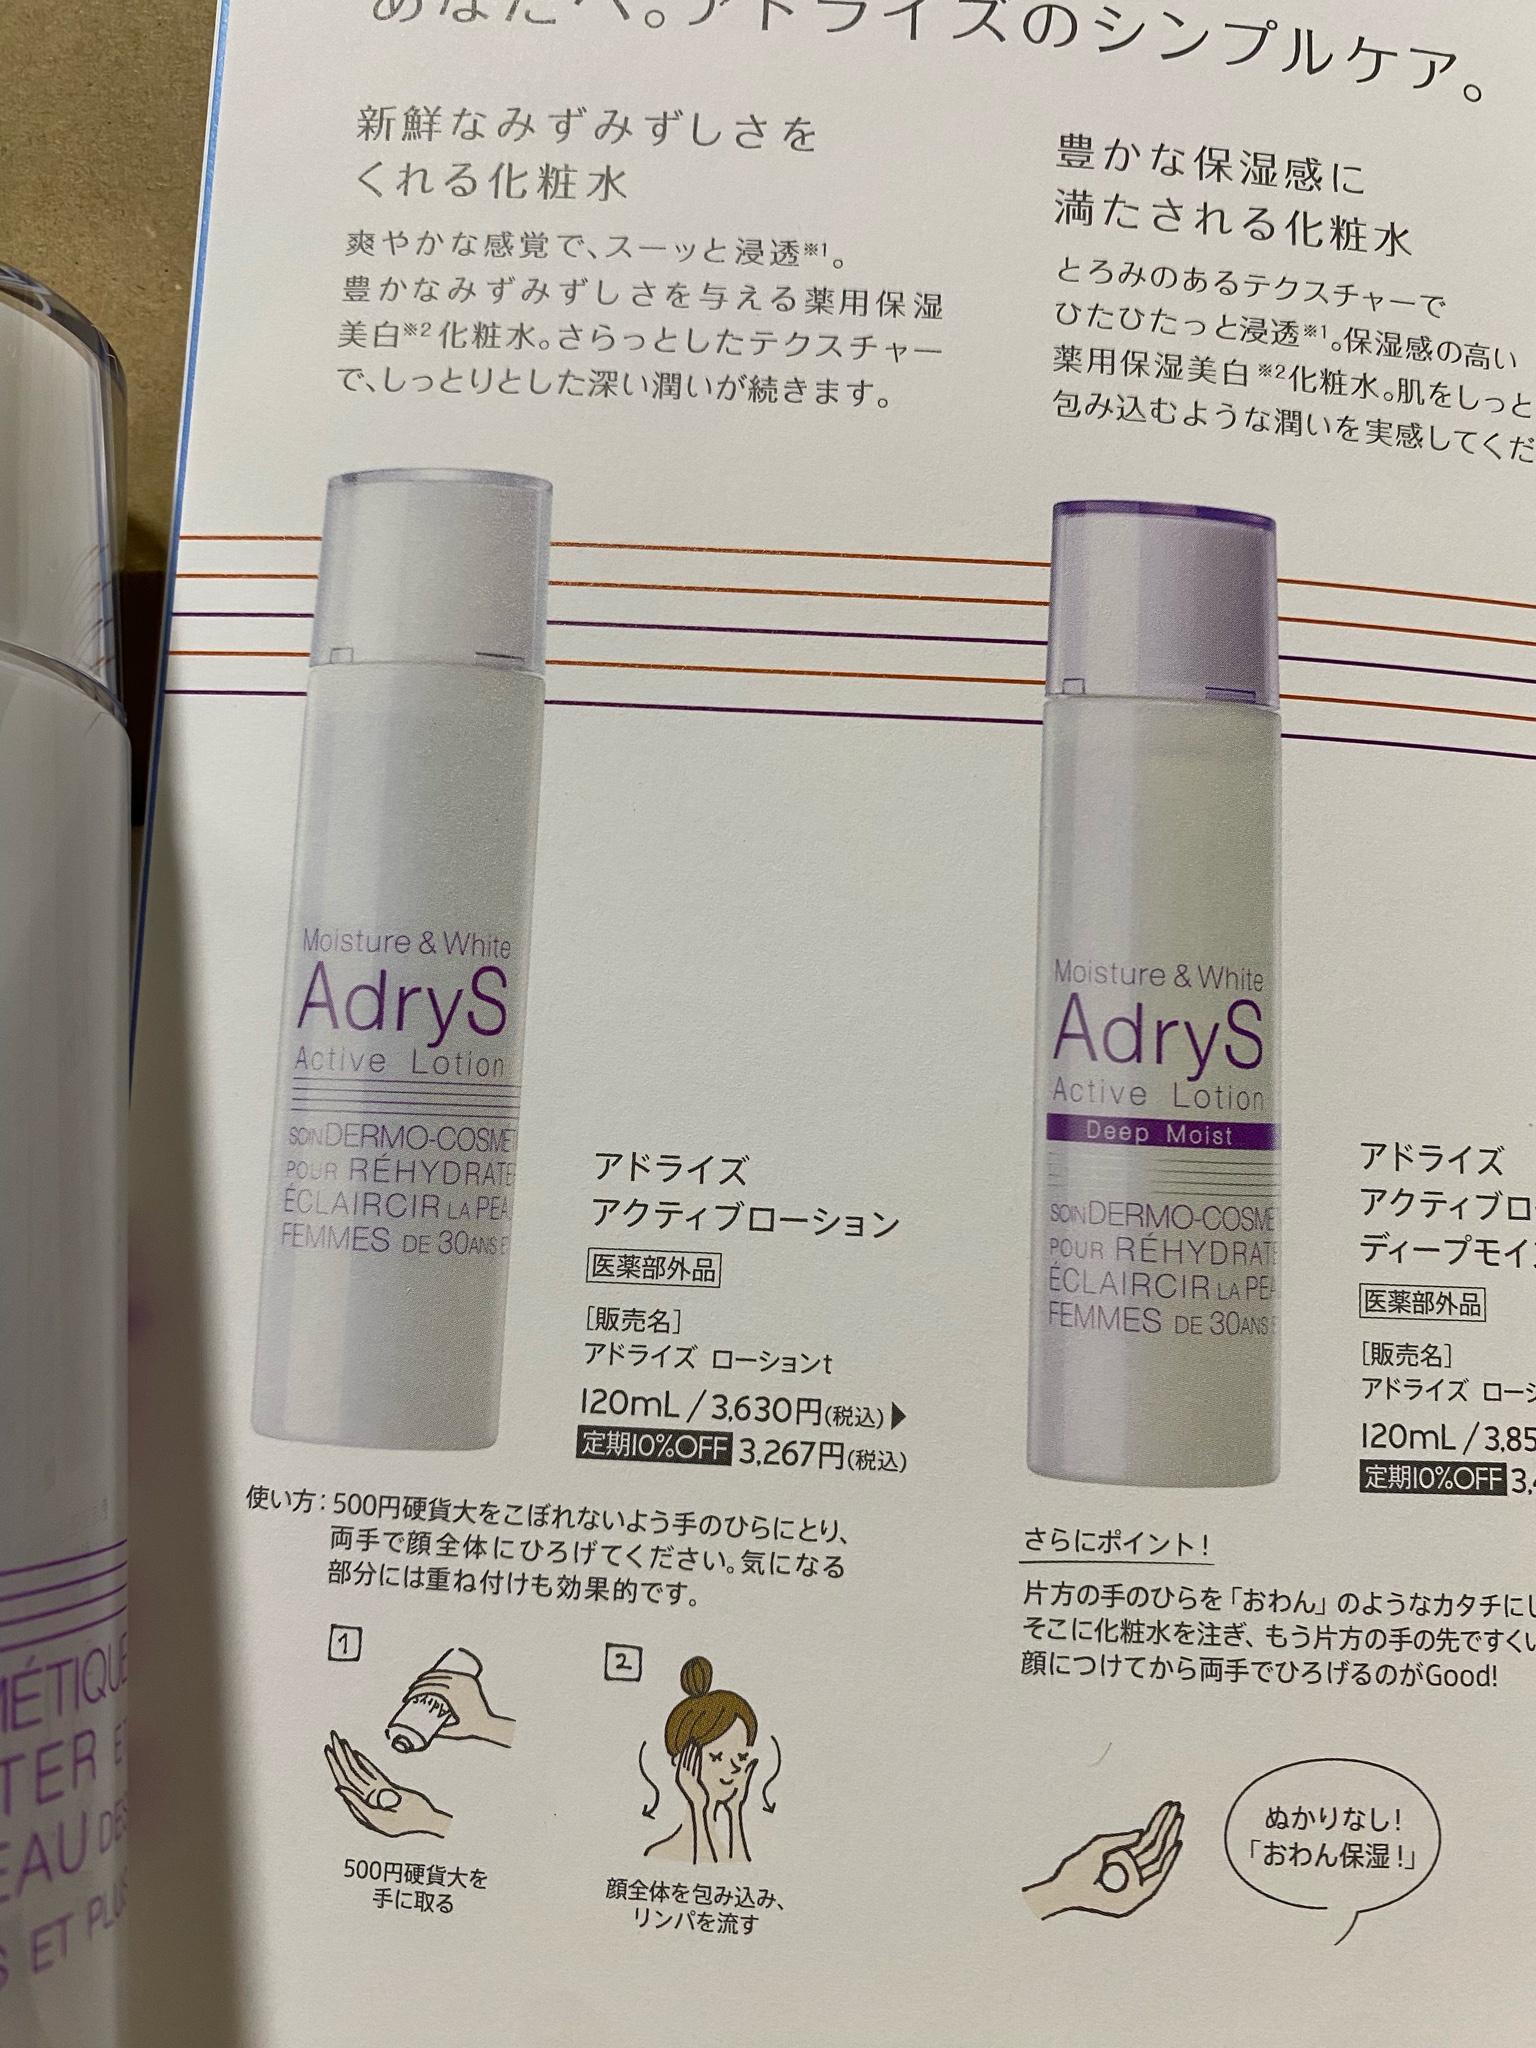 あなたへ。アドライズのシンプルケア。
新鮮なみずみずしさを
くれる化粧水
爽やかな感覚で、スーッと浸透※1。
豊かなみずみずしさを与える薬用保湿
美白※2化粧水。さらっとしたテクスチャー
で、しっとりとした深い潤いが続きます。
豊かな保湿感に
満たされる化粧水
とろみのあるテクスチャーで
ひたひたっと浸透※1。保湿感の高い
薬用保湿美白※2化粧水。肌をしっと
包み込むような潤いを実感してくだ
Moisture & White
AdryS
Active Lotion
SOIN DERMO-COSMET
POUR RÉHYDRATE
ÉCLAIRCIR LA PEA
FEMMES DE 30 ANS E
アドライズ
アクティブローション
医薬部外品
[販売名]
アドライズ ローションt
120mL / 3,630円(税込)▶
定期10%OFF 3,267円(税込)
Moisture & White
AdryS
Active Lotion
Deep Moist
SOIN DERMO-COSME
POUR RÉHYDRATE
ÉCLAIRCIR LA PEA
FEMMES DE 30 ANS E
アドライズ
アクティブロー
ディープモイ
医薬部外品
[販売名]
アドライズ ロー
120mL / 3,85
定期10%OFF 3,4
使い方：500円硬貨大をこぼれないよう手のひらにとり、
両手で顔全体にひろげてください。気になる
部分には重ね付けも効果的です。
1
AdryS
500円硬貨大を
手に取る
2
顔全体を包み込み、
リンパを流す
さらにポイント！
片方の手のひらを「おわん」のようなカタチにし
そこに化粧水を注ぎ、もう片方の手の先ですくい
顔につけてから両手でひろげるのがGood!
ぬかりなし！
「おわん保湿！」
MÉTIQUE
TER ET
EAU DES
S ET PLUS